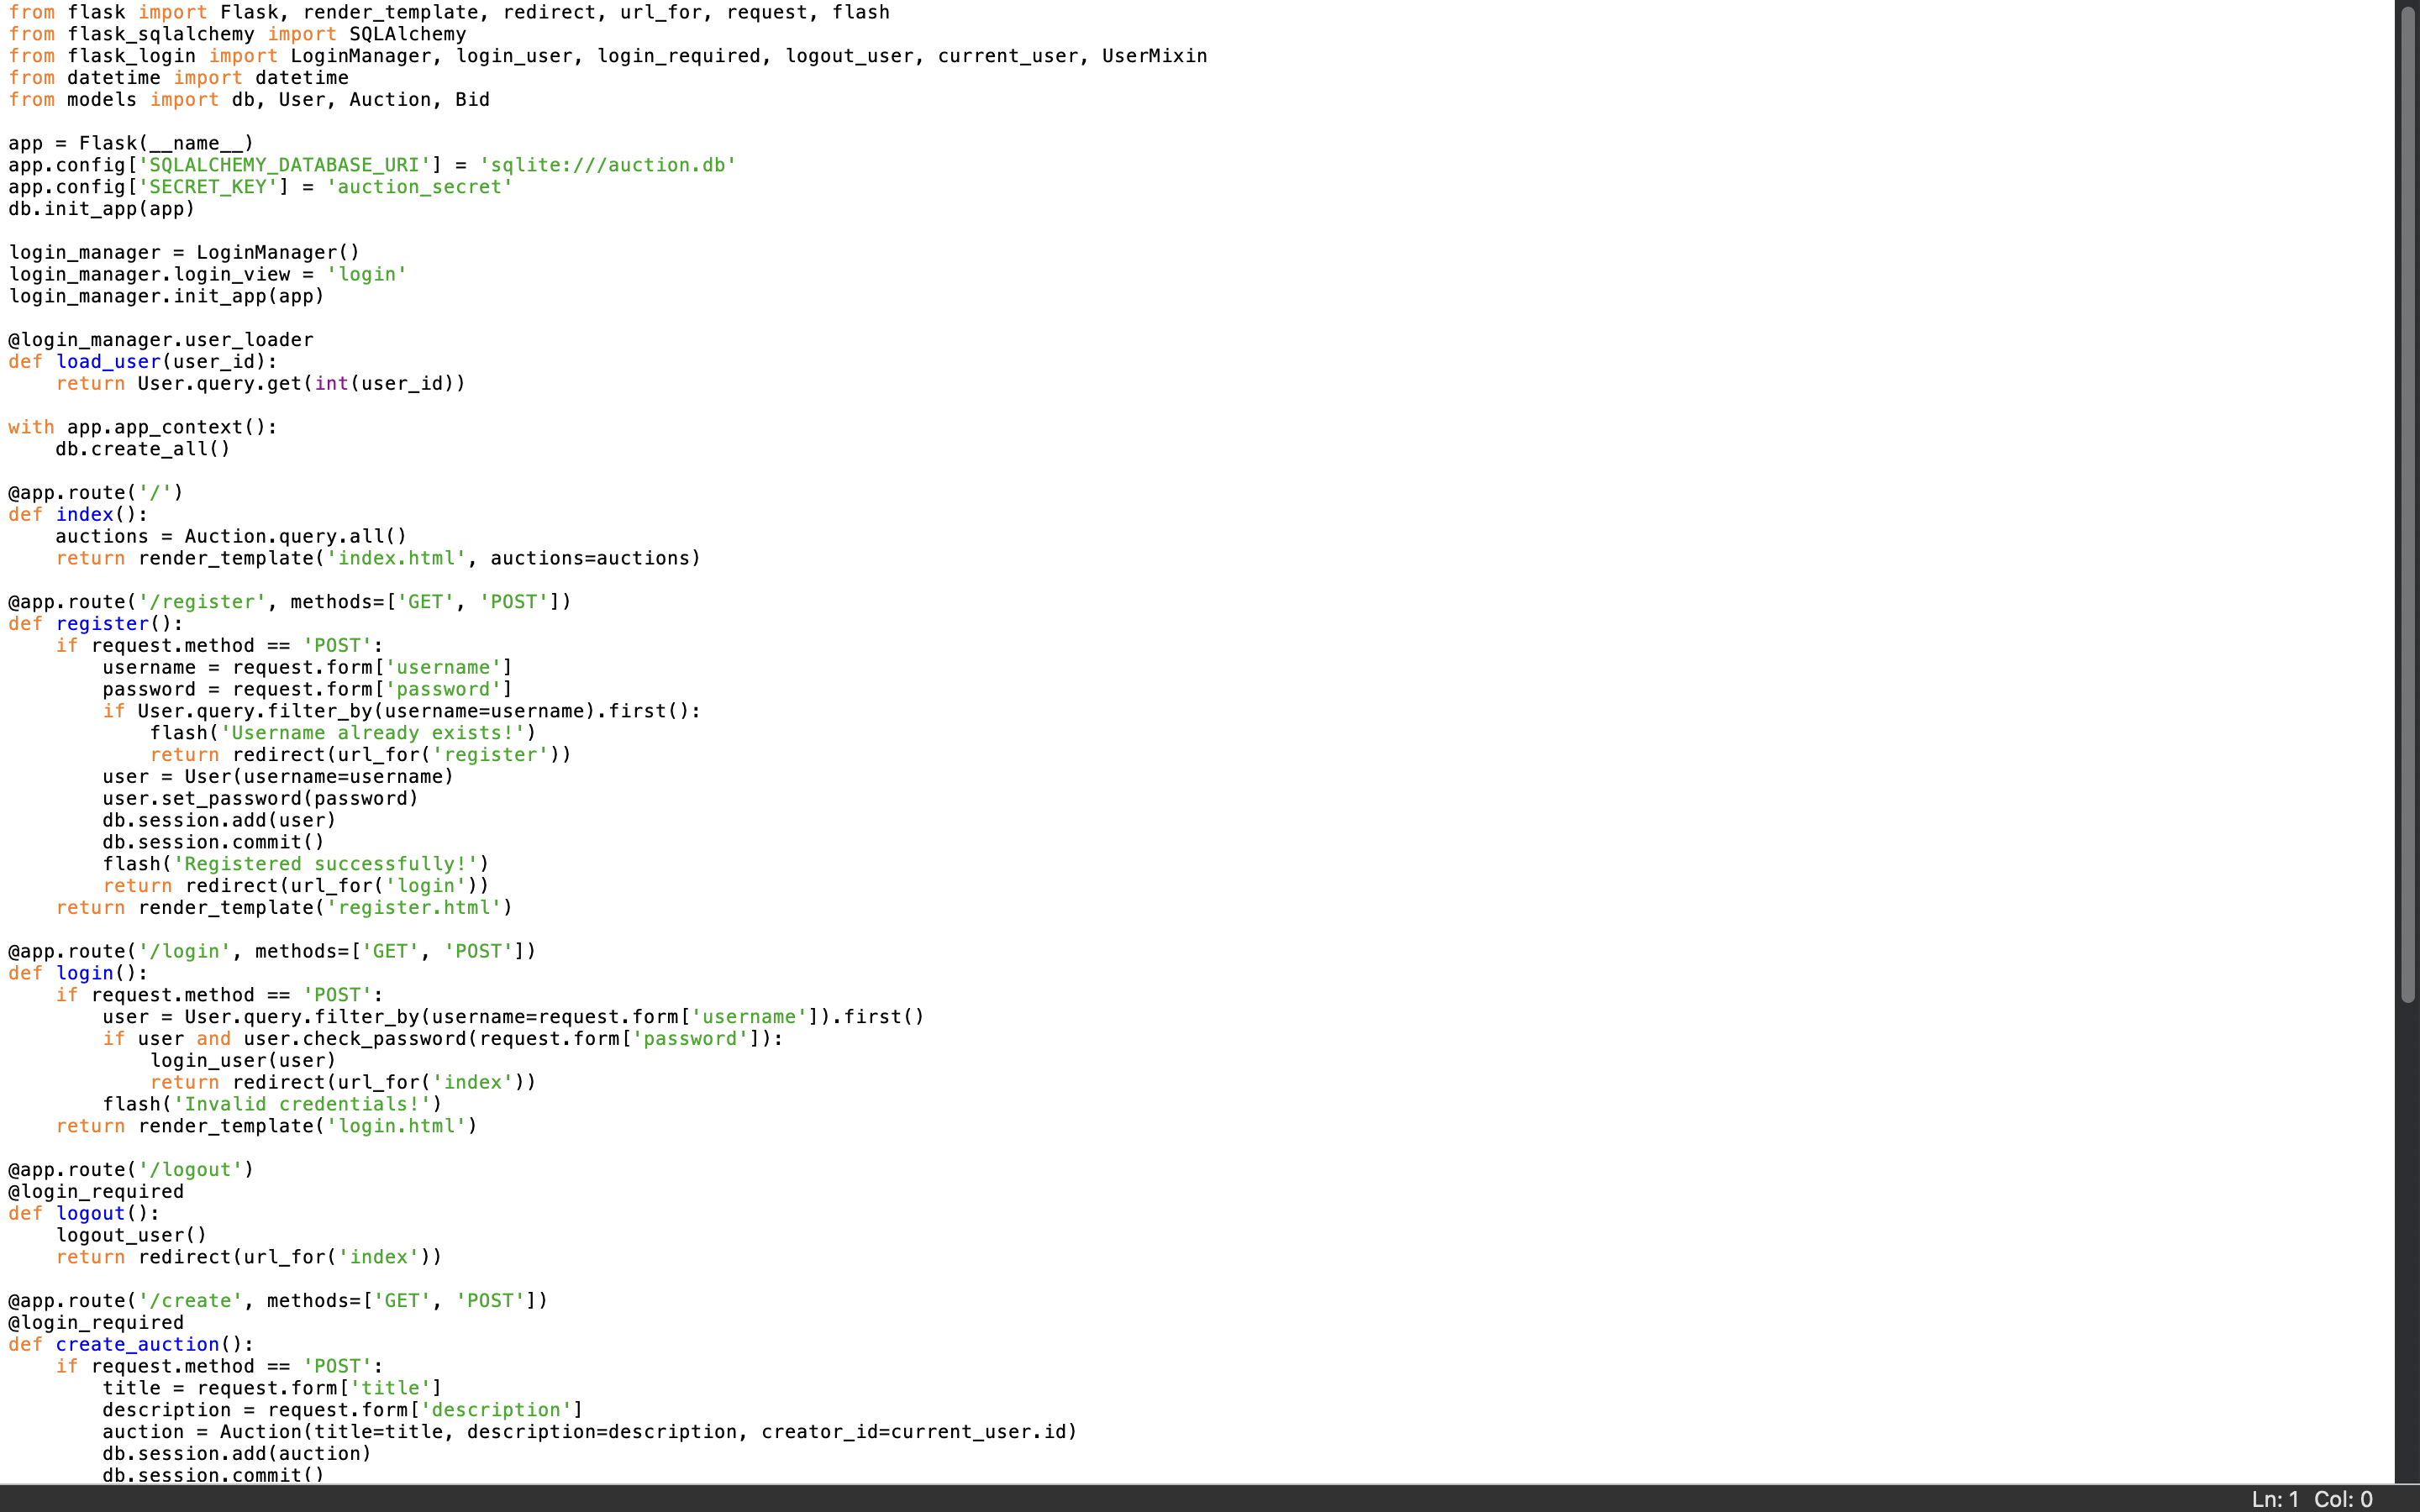 from flask import Flask, render_template, redirect, url_for, request, flash
from flask_sqlalchemy import SQLAlchemy
from flask_login import LoginManager, login_user, login_required, logout_user, current_user, UserMixin
from datetime import datetime
from models import db, User, Auction, Bid

app = Flask(__name__)
app.config['SQLALCHEMY_DATABASE_URI'] = 'sqlite:///auction.db'
app.config['SECRET_KEY'] = 'auction_secret'
db.init_app(app)

login_manager = LoginManager()
login_manager.login_view = 'login'
login_manager.init_app(app)

@login_manager.user_loader
def load_user(user_id):
    return User.query.get(int(user_id))

with app.app_context():
    db.create_all()

@app.route('/')
def index():
    auctions = Auction.query.all()
    return render_template('index.html', auctions=auctions)

@app.route('/register', methods=['GET', 'POST'])
def register():
    if request.method == 'POST':
        username = request.form['username']
        password = request.form['password']
        if User.query.filter_by(username=username).first():
            flash('Username already exists!')
            return redirect(url_for('register'))
        user = User(username=username)
        user.set_password(password)
        db.session.add(user)
        db.session.commit()
        flash('Registered successfully!')
        return redirect(url_for('login'))
    return render_template('register.html')

@app.route('/login', methods=['GET', 'POST'])
def login():
    if request.method == 'POST':
        user = User.query.filter_by(username=request.form['username']).first()
        if user and user.check_password(request.form['password']):
            login_user(user)
            return redirect(url_for('index'))
        flash('Invalid credentials!')
    return render_template('login.html')

@app.route('/logout')
@login_required
def logout():
    logout_user()
    return redirect(url_for('index'))

@app.route('/create', methods=['GET', 'POST'])
@login_required
def create_auction():
    if request.method == 'POST':
        title = request.form['title']
        description = request.form['description']
        auction = Auction(title=title, description=description, creator_id=current_user.id)
        db.session.add(auction)
        db.session.commit()
Ln: 1 Col: 0